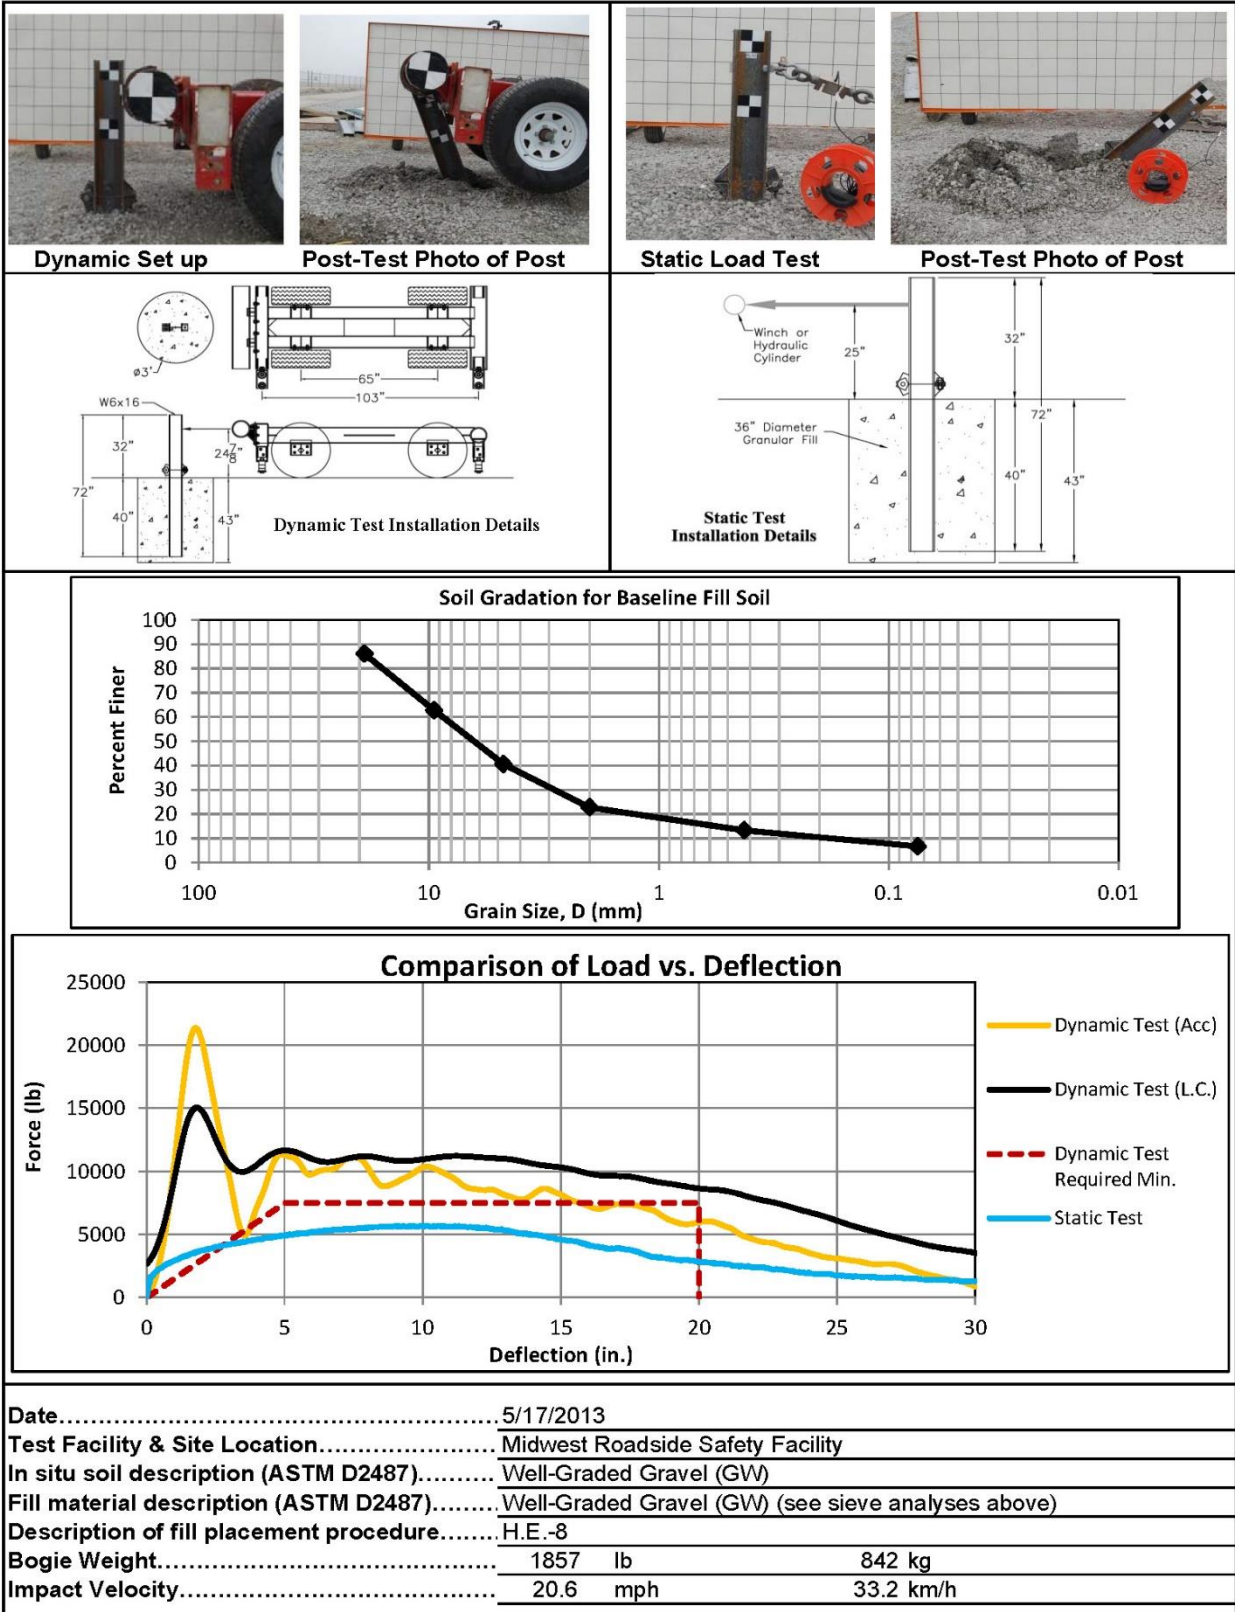 Dynamic Set up
Post-Test Photo of Post
Static Load Test
Post-Test Photo of Post
ø3'
65"
103"
W6x16
32"
24 7/8"
72"
40"
43"
Dynamic Test Installation Details
Winch or
Hydraulic
Cylinder
25"
32"
72"
36" Diameter
Granular Fill
40"
43"
Static Test
Installation Details
Soil Gradation for Baseline Fill Soil
Percent Finer
100
90
80
70
60
50
40
30
20
10
0
100 10 1 0.1 0.01
Grain Size, D (mm)
Comparison of Load vs. Deflection
Force (lb)
25000
20000
15000
10000
5000
0
0 5 10 15 20 25 30
Deflection (in.)
Dynamic Test (Acc)
Dynamic Test (L.C.)
Dynamic Test
Required Min.
Static Test
Date.................................................... 5/17/2013
Test Facility & Site Location..................... Midwest Roadside Safety Facility
In situ soil description (ASTM D2487)......... Well-Graded Gravel (GW)
Fill material description (ASTM D2487)........ Well-Graded Gravel (GW) (see sieve analyses above)
Description of fill placement procedure....... H.E.-8
Bogie Weight......................................... 1857 lb 842 kg
Impact Velocity...................................... 20.6 mph 33.2 km/h